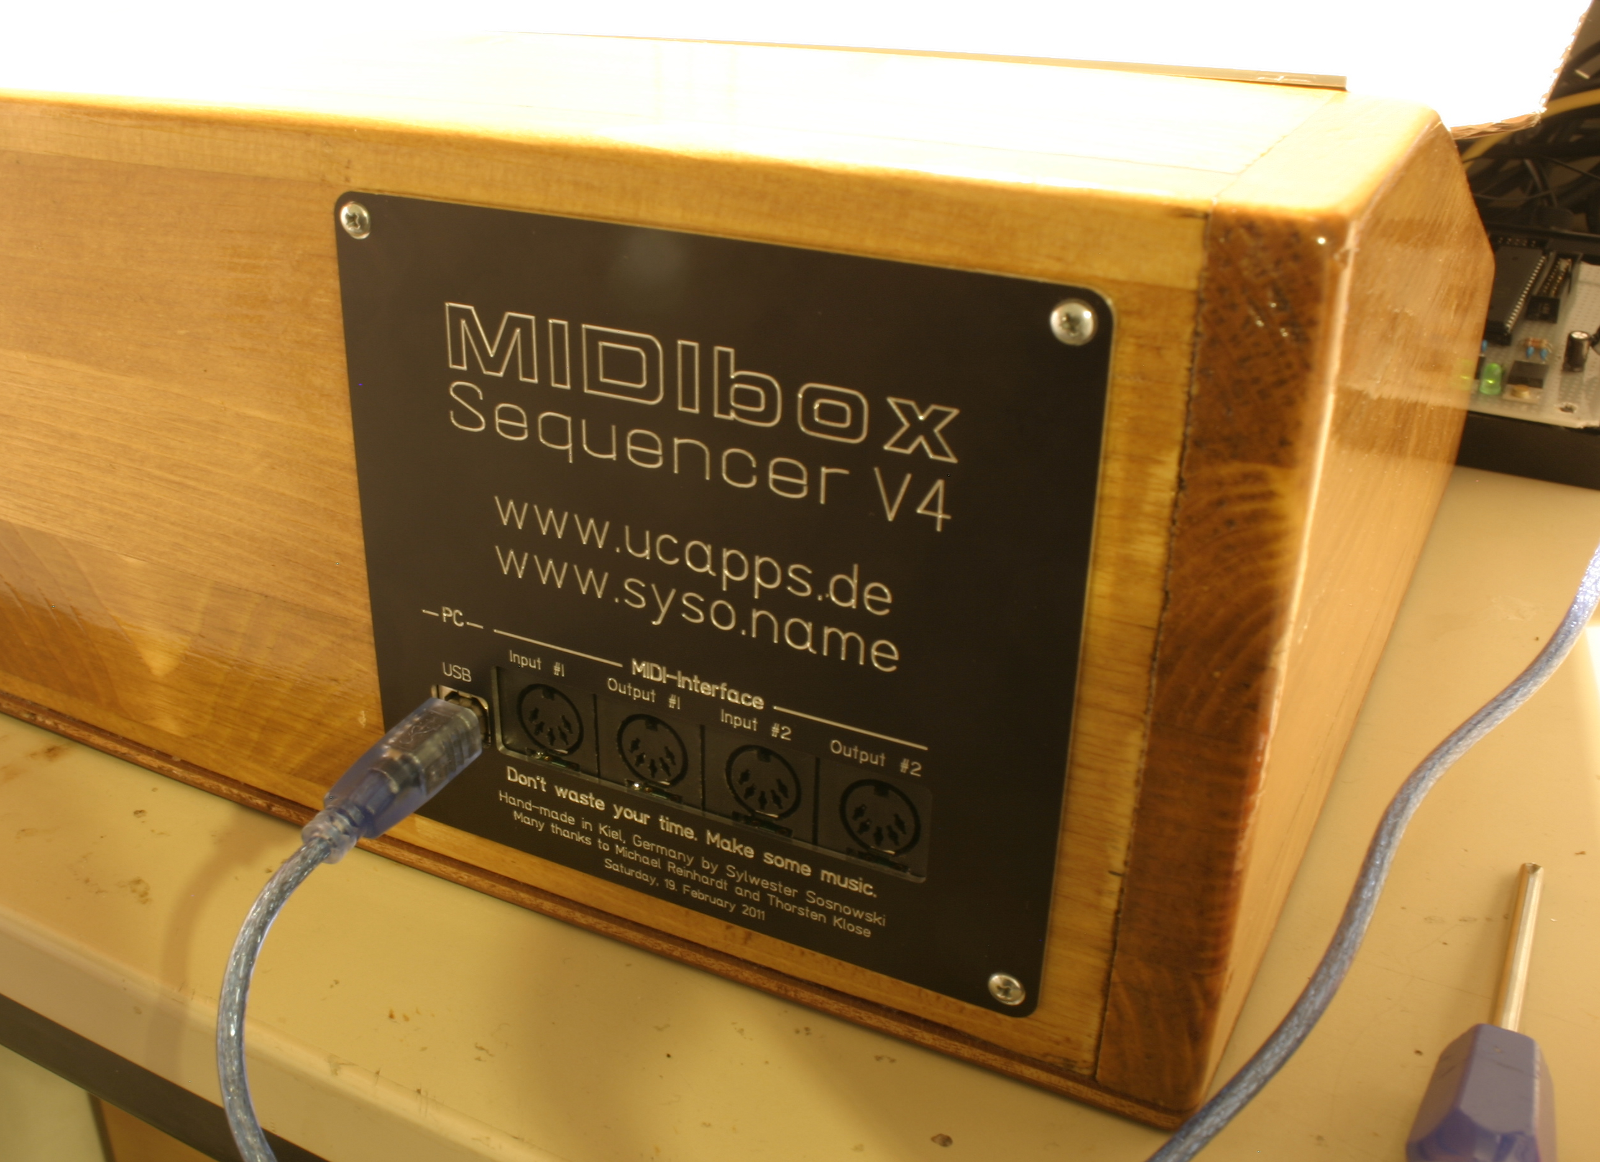 MIDIbox
Sequencer V4
www.ucapps.de
www.syso.name
PC
MIDI-Interface
USB
Input #1
Output #1
Input #2
Output #2
Don't waste your time. Make some music.
Hand-made in Kiel, Germany by Sylwester Sosnowski
Many thanks to Michael Reinhardt and Thorsten Klose
Saturday, 19. February 2011